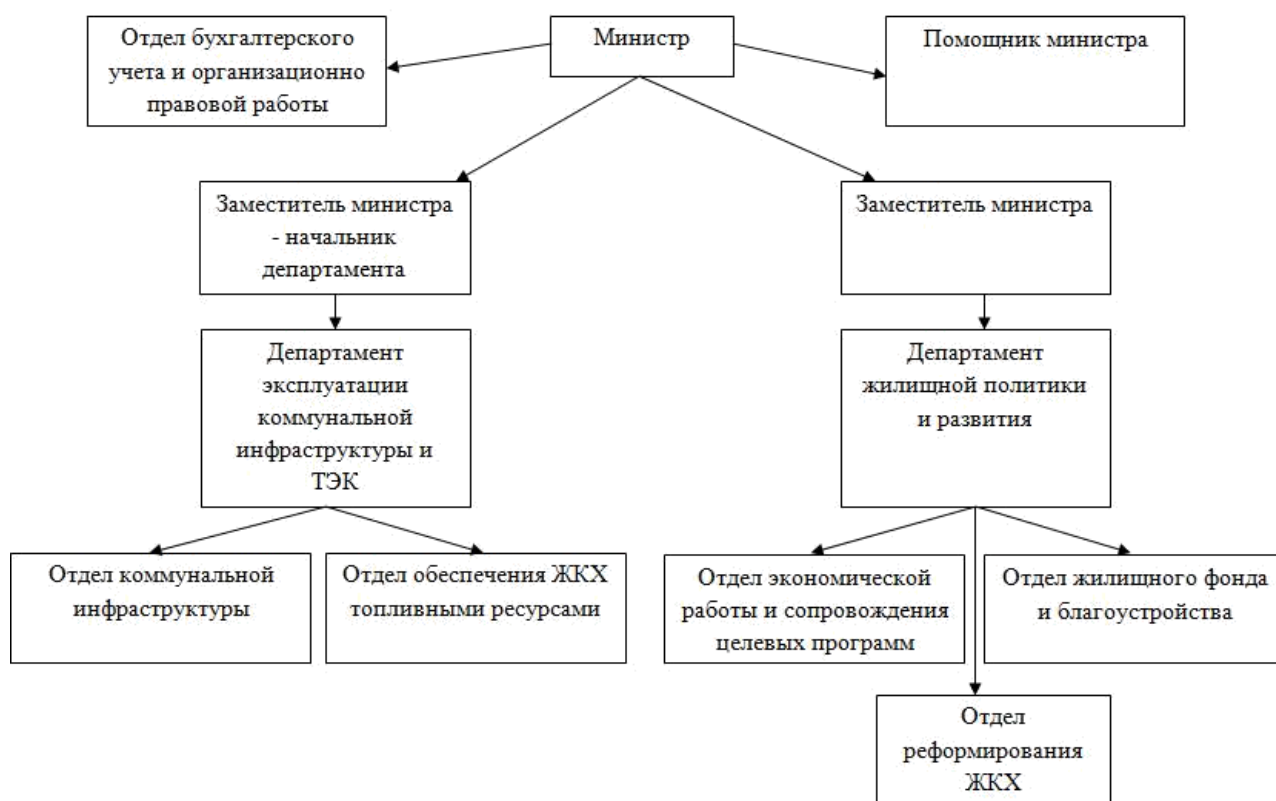 Отдел бухгалтерского
учета и организационно
правовой работы
Министр
Помощник министра
Заместитель министра
- начальник
департамента
Заместитель министра
Департамент
эксплуатации
коммунальной
инфраструктуры и
ТЭК
Департамент
жилищной политики
и развития
Отдел коммунальной
инфраструктуры
Отдел обеспечения ЖКХ
топливными ресурсами
Отдел экономической
работы и сопровождения
целевых программ
Отдел жилищного фонда
и благоустройства
Отдел
реформирования
ЖКХ